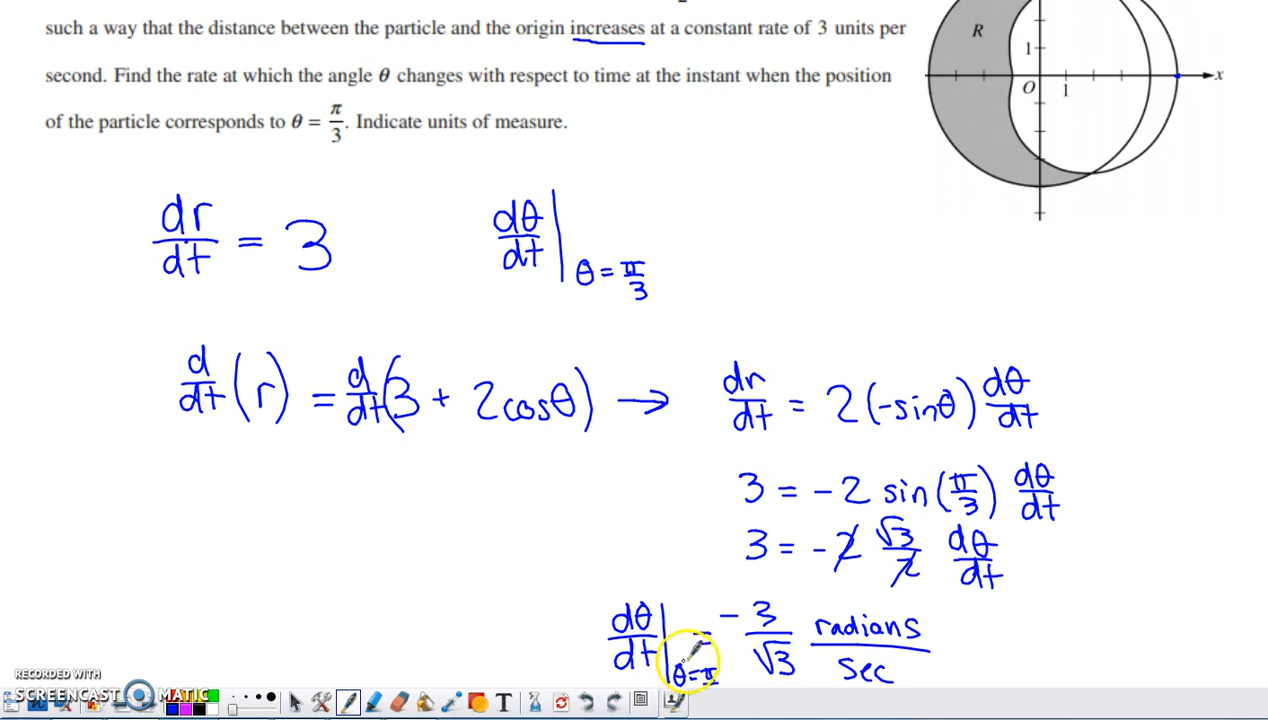 such a way that the distance between the particle and the origin increases at a constant rate of 3 units per
second. Find the rate at which the angle θ changes with respect to time at the instant when the position
of the particle corresponds to θ = π/3. Indicate units of measure.
R
1
O 1 x
dr/dt = 3 dθ/dt | θ = π/3
d/dt (r) = d/dt (3 + 2cosθ) → dr/dt = 2(-sinθ) dθ/dt
3 = -2 sin(π/3) dθ/dt
3 = -2 √3/2 dθ/dt
dθ/dt | θ=π = -3/√3 radians/sec
RECORDED WITH
SCREENCAST MATIC
T